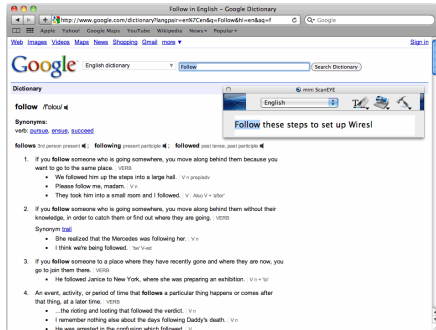 Follow in English - Google Dictionary
http://www.google.com/dictionary?langpair=en%7Cen&q=Follow&hl=en&aq=f
Google
Apple Yahoo! Google Maps YouTube Wikipedia News Popular
Web Images Videos Maps News Shopping Gmail more ▼ Sign in
Google English dictionary Follow Search Dictionary
Dictionary
mini ScanEYE
English
Follow these steps to set up Wirel
follow /ˈfɒləʊ/
Synonyms:
verb: pursue, ensue, succeed
follows 3rd person present ; following present participle ; followed past tense, past participle
1. If you follow someone who is going somewhere, you move along behind them because you
want to go to the same place. VERB
• We followed him up the steps into a large hall. V n prep/adv
• Please follow me, madam. V n
• They took him into a small room and I followed. V Also V + 'after'
2. If you follow someone who is going somewhere, you move along behind them without their
knowledge, in order to catch them or find out where they are going. VERB
Synonym trail
• She realized that the Mercedes was following her. V n
• I think we're being followed. 'be' V-ed
3. If you follow someone to a place where they have recently gone and where they are now, you
go to join them there. VERB
• He followed Janice to New York, where she was preparing an exhibition. V n + 'to'
4. An event, activity, or period of time that follows a particular thing happens or comes after
that thing, at a later time. VERB
• ...the rioting and looting that followed the verdict. V n
• I remember nothing else about the days following Daddy's death. V n
• He was arrested in the confusion which followed. V